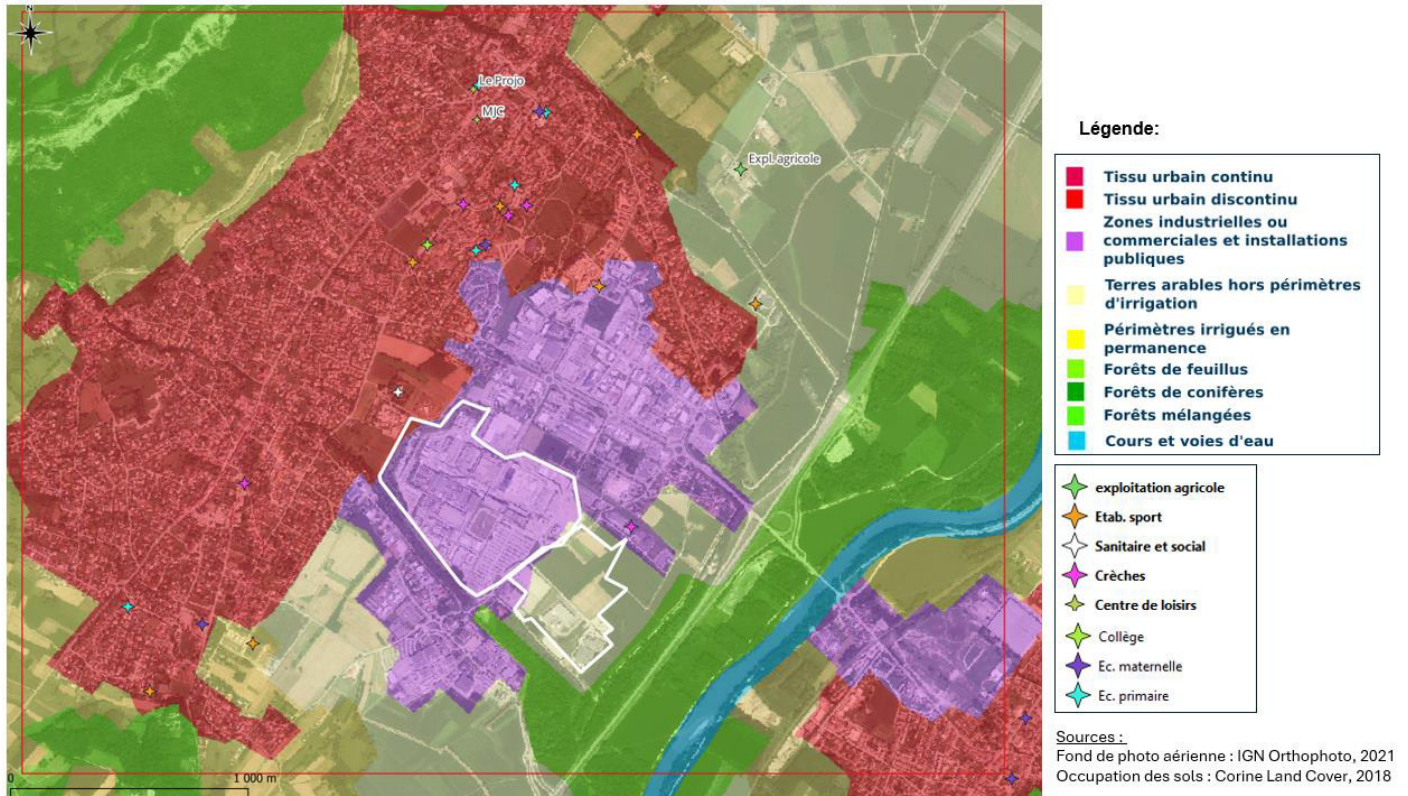 N
Le Projo
MJC
Expl. agricole
0
1 000 m
Légende:
Tissu urbain continu
Tissu urbain discontinu
Zones industrielles ou
commerciales et installations
publiques
Terres arables hors périmètres
d'irrigation
Périmètres irrigués en
permanence
Forêts de feuillus
Forêts de conifères
Forêts mélangées
Cours et voies d'eau
exploitation agricole
Etab. sport
Sanitaire et social
Crèches
Centre de loisirs
Collège
Ec. maternelle
Ec. primaire
Sources :
Fond de photo aérienne : IGN Orthophoto, 2021
Occupation des sols : Corine Land Cover, 2018